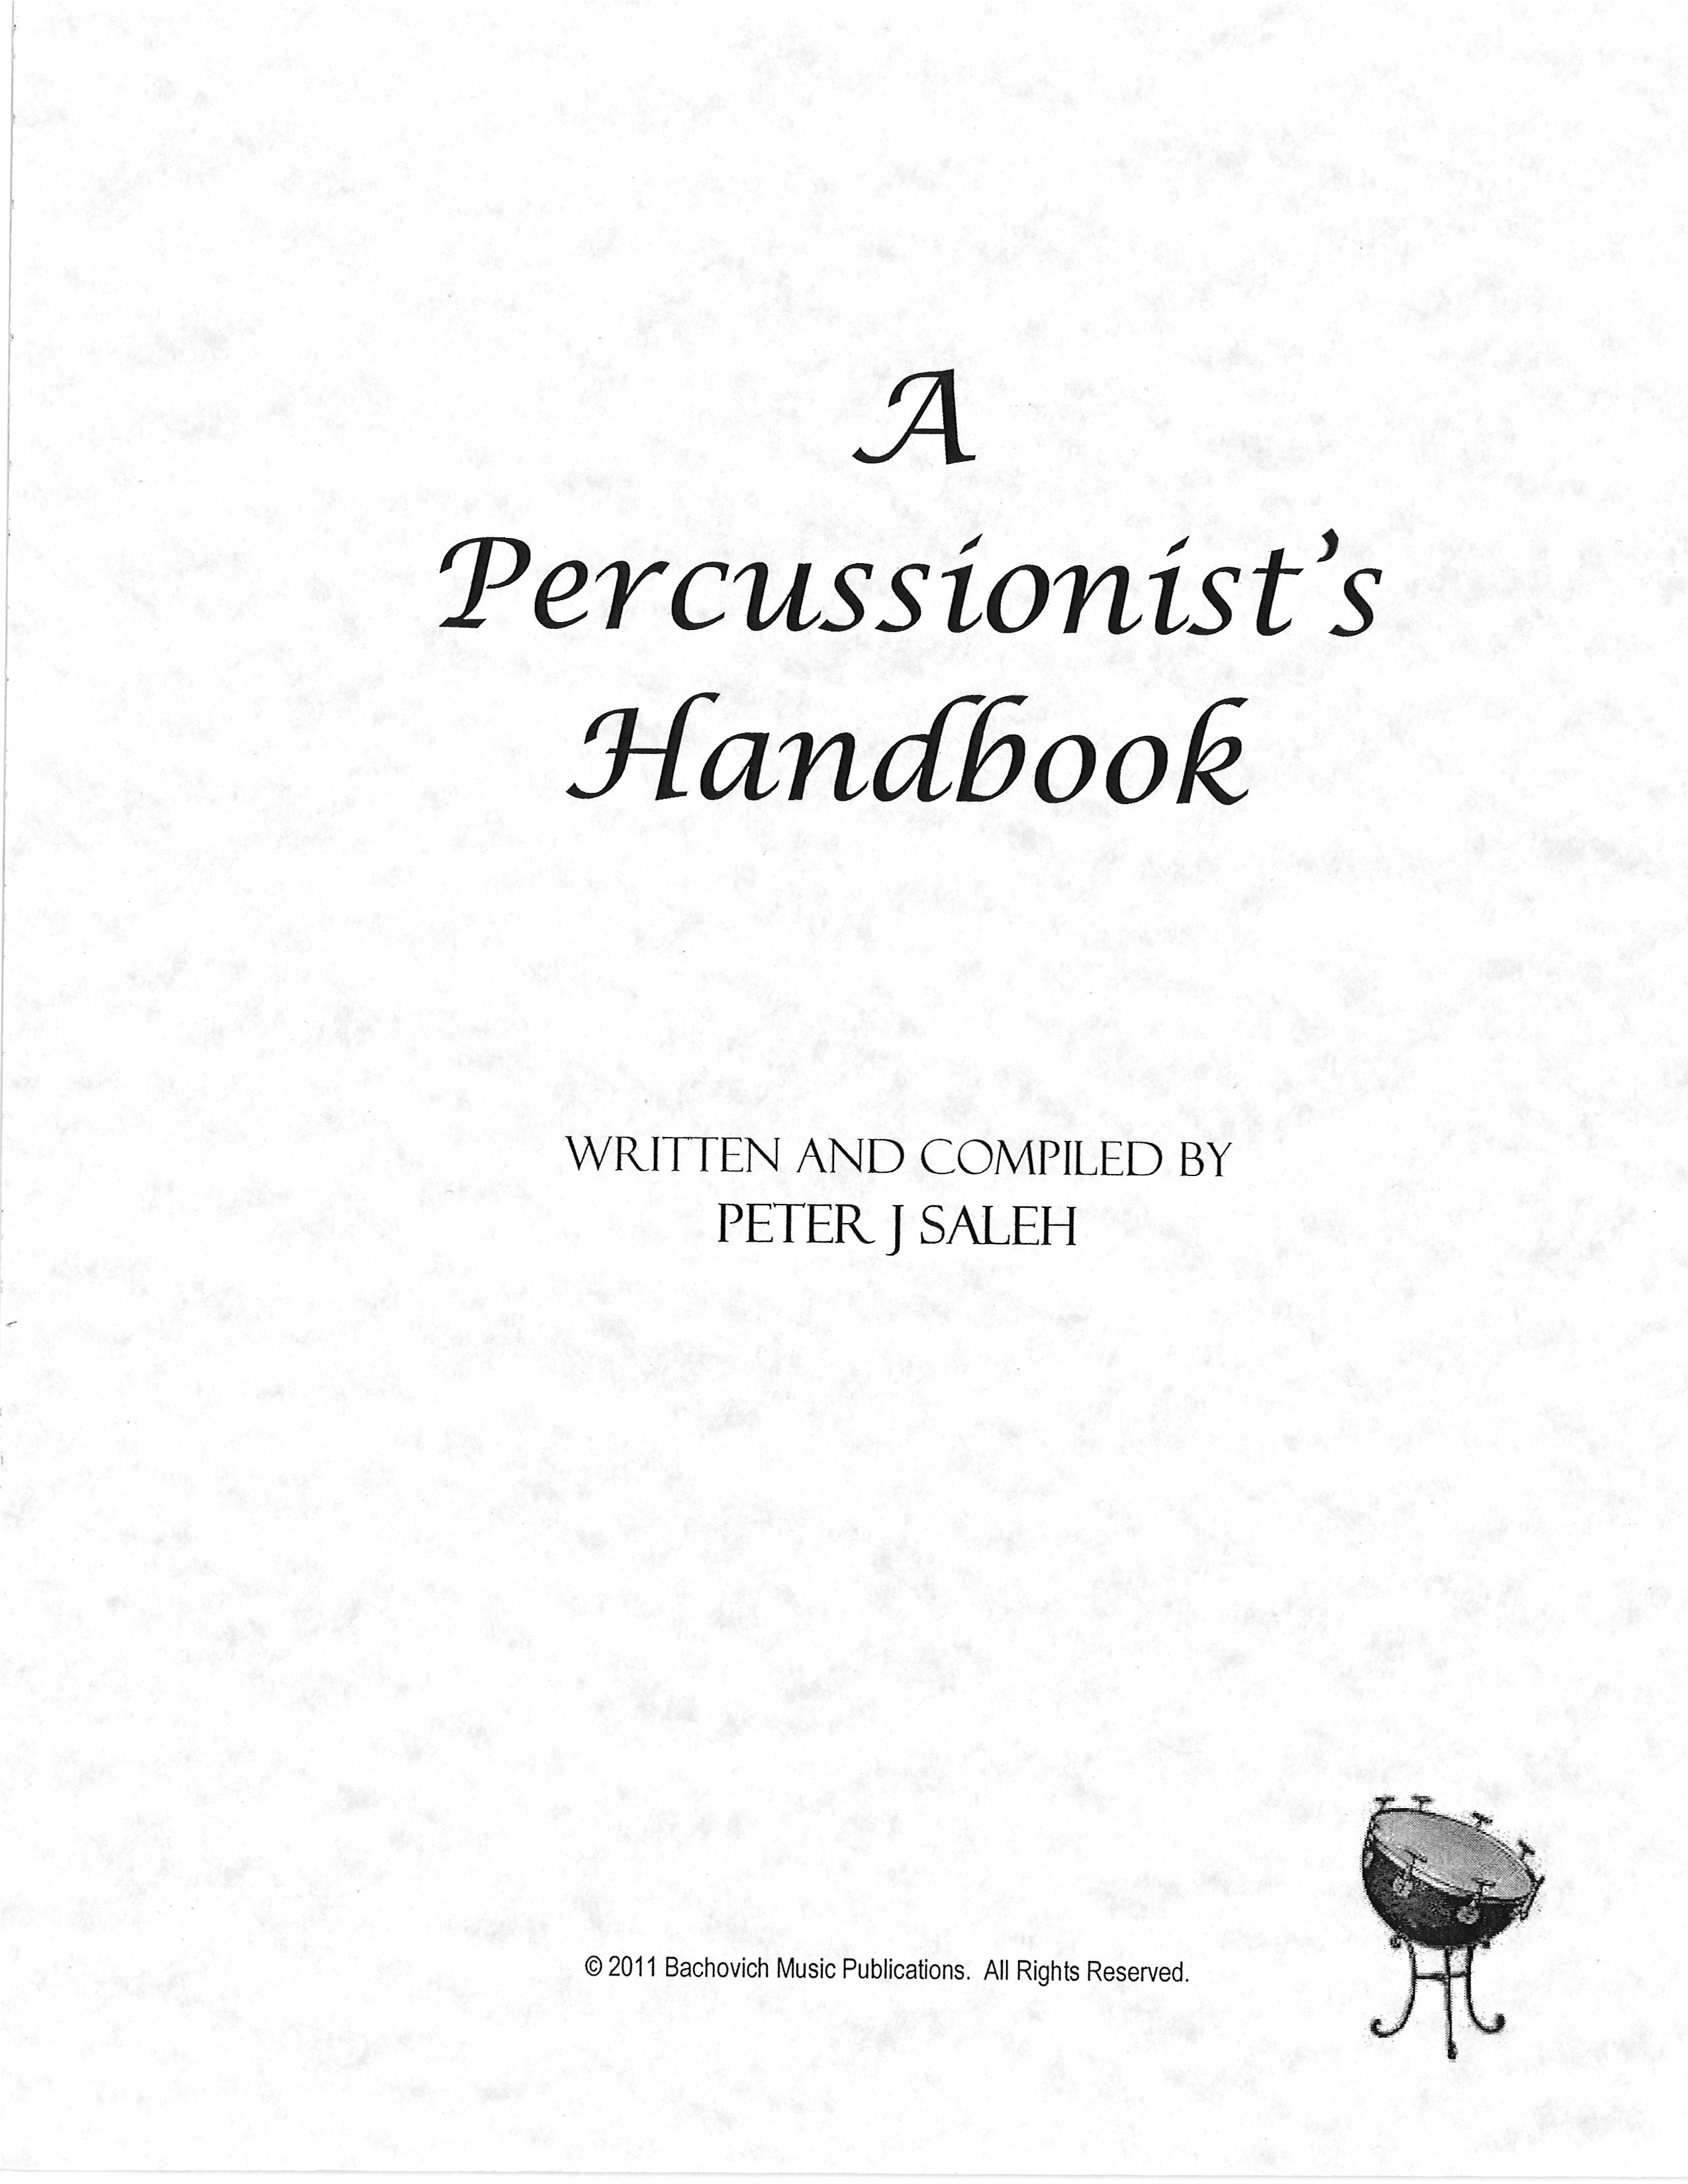 A
Percussionist's
Handbook
WRITTEN AND COMPILED BY
PETER J SALEH
© 2011 Bachovich Music Publications. All Rights Reserved.